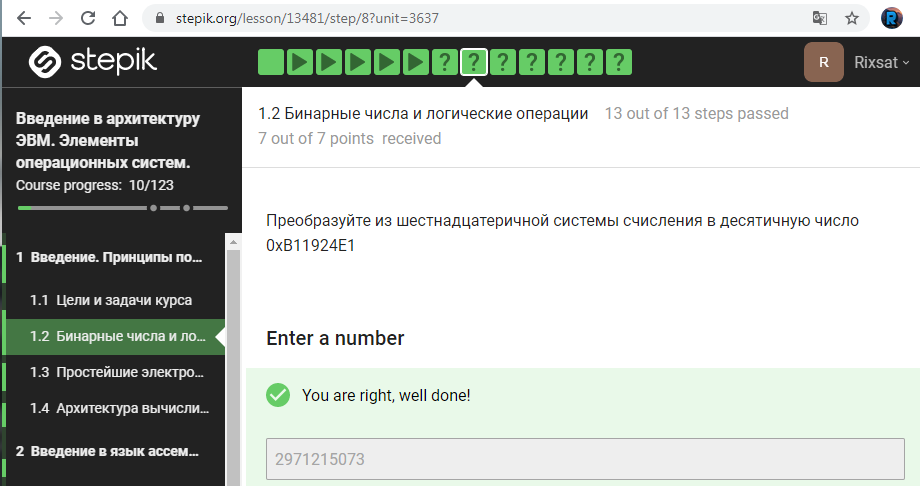 stepik.org/lesson/13481/step/8?unit=3637
stepik
? ? ? ? ? ? ?
R
Rixsat
Введение в архитектуру
ЭВМ. Элементы
операционных систем.
Course progress: 10/123
1 Введение. Принципы по...
1.1 Цели и задачи курса
1.2 Бинарные числа и ло...
1.3 Простейшие электро...
1.4 Архитектура вычисли...
2 Введение в язык ассем...
1.2 Бинарные числа и логические операции 13 out of 13 steps passed
7 out of 7 points received
Преобразуйте из шестнадцатеричной системы счисления в десятичную число
0xB11924E1
Enter a number
You are right, well done!
2971215073